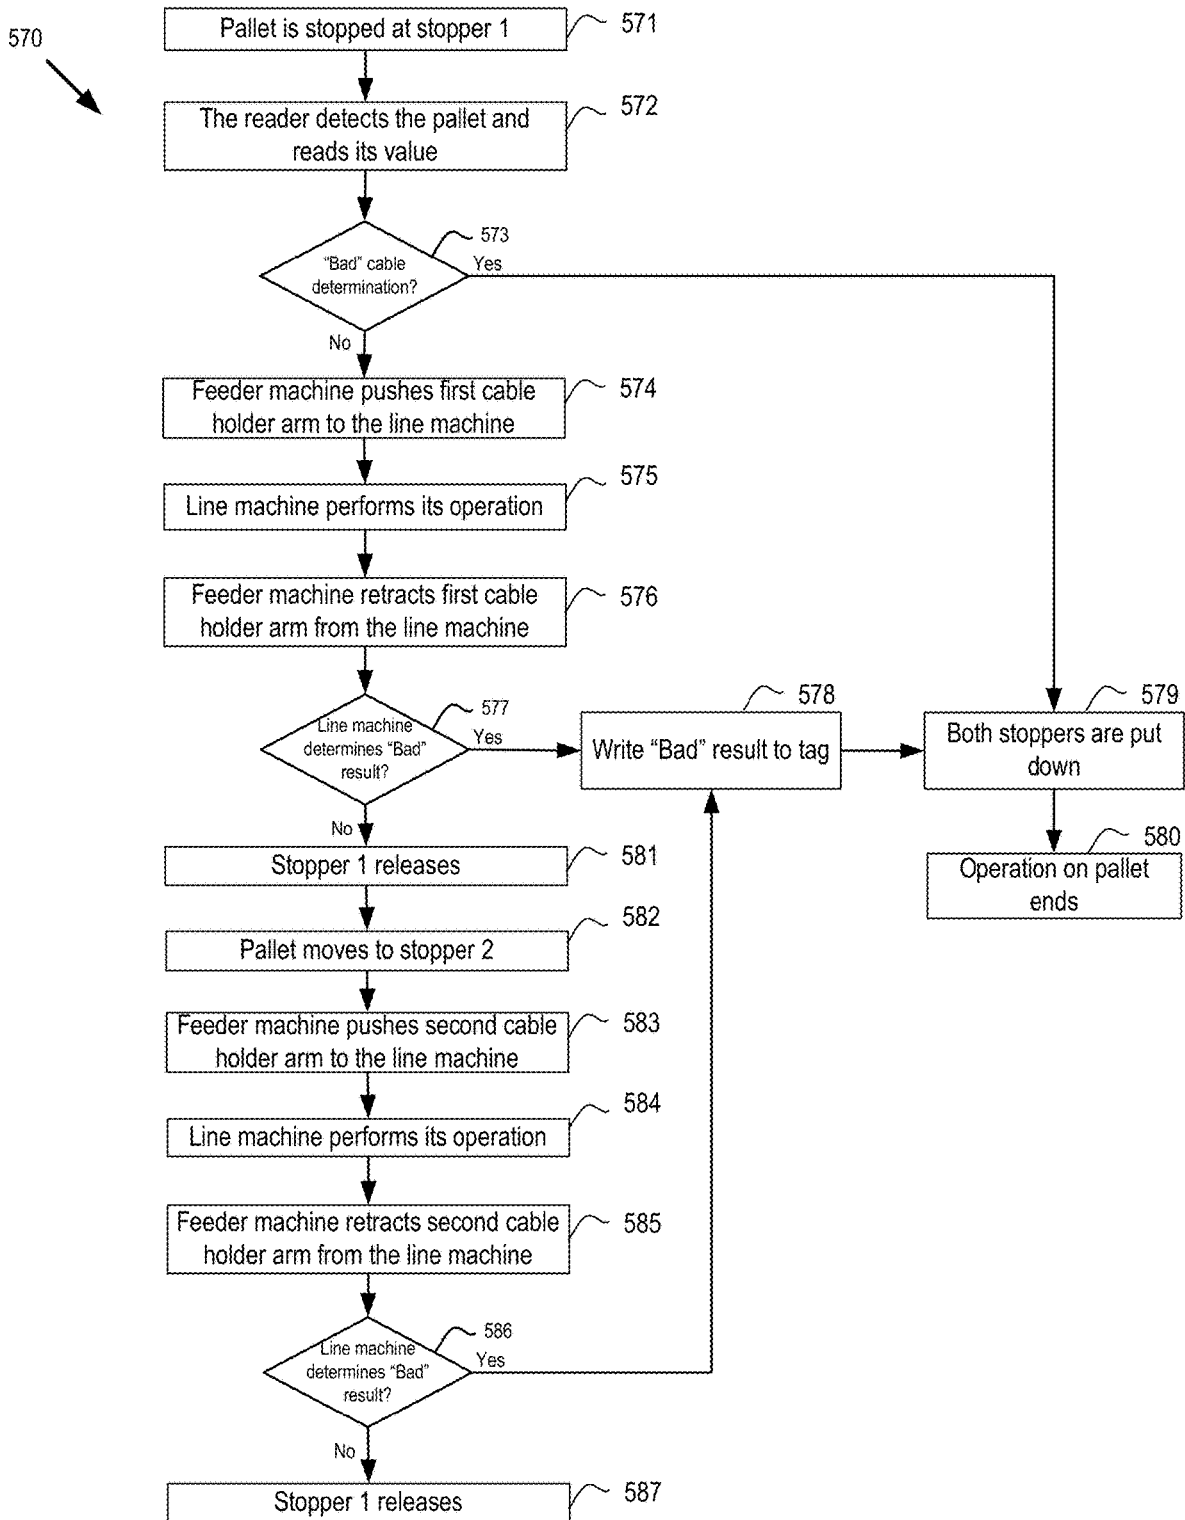 570
Pallet is stopped at stopper 1
571
The reader detects the pallet and
reads its value
572
"Bad" cable
determination?
573
Yes
No
Feeder machine pushes first cable
holder arm to the line machine
574
Line machine performs its operation
575
Feeder machine retracts first cable
holder arm from the line machine
576
Line machine
determines "Bad"
result?
577
Yes
No
Write "Bad" result to tag
578
Both stoppers are put
down
579
Operation on pallet
ends
580
Stopper 1 releases
581
Pallet moves to stopper 2
582
Feeder machine pushes second cable
holder arm to the line machine
583
Line machine performs its operation
584
Feeder machine retracts second cable
holder arm from the line machine
585
Line machine
determines "Bad"
result?
586
Yes
No
Stopper 1 releases
587